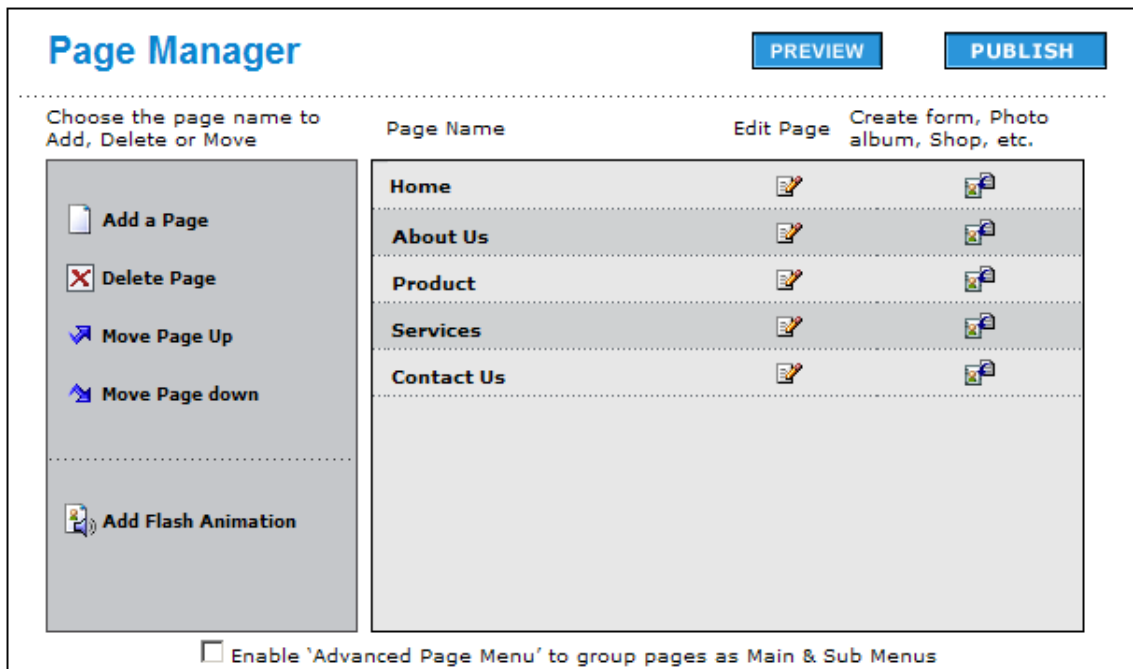 Page Manager
PREVIEW
PUBLISH
Choose the page name to
Add, Delete or Move
Page Name
Edit Page
Create form, Photo
album, Shop, etc.
Add a Page
Delete Page
Move Page Up
Move Page down
Add Flash Animation
Home
About Us
Product
Services
Contact Us
Enable ‘Advanced Page Menu’ to group pages as Main & Sub Menus